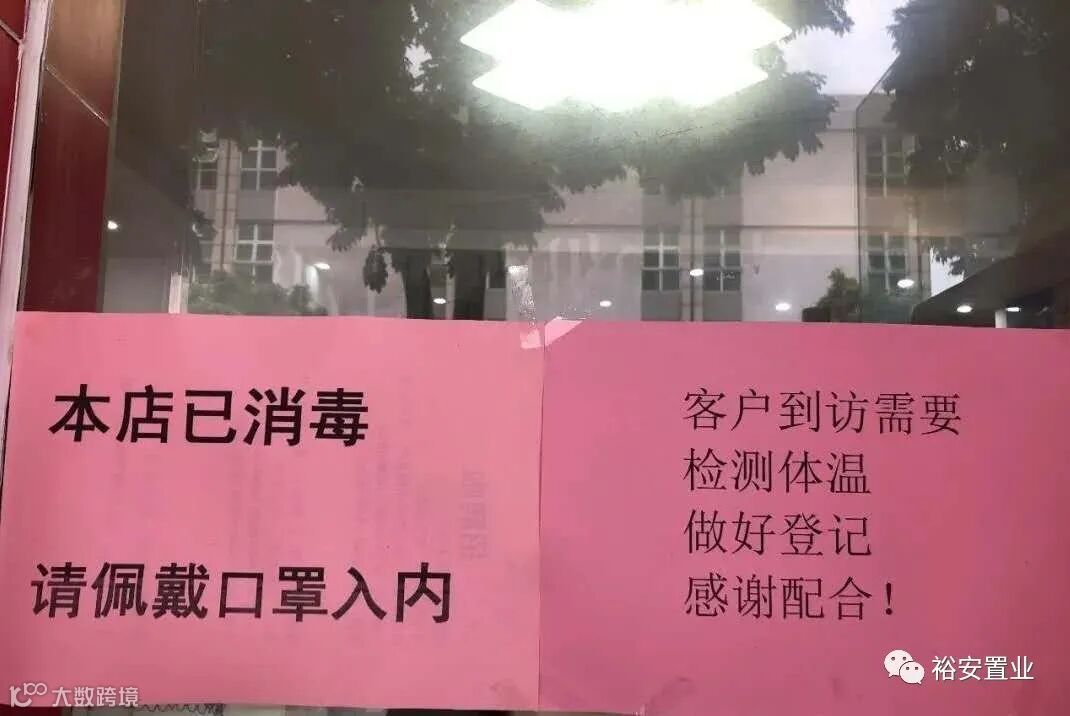 本店已消毒
请佩戴口罩入内
客户到访需要
检测体温
做好登记
感谢配合！
裕安置业
大数跨境